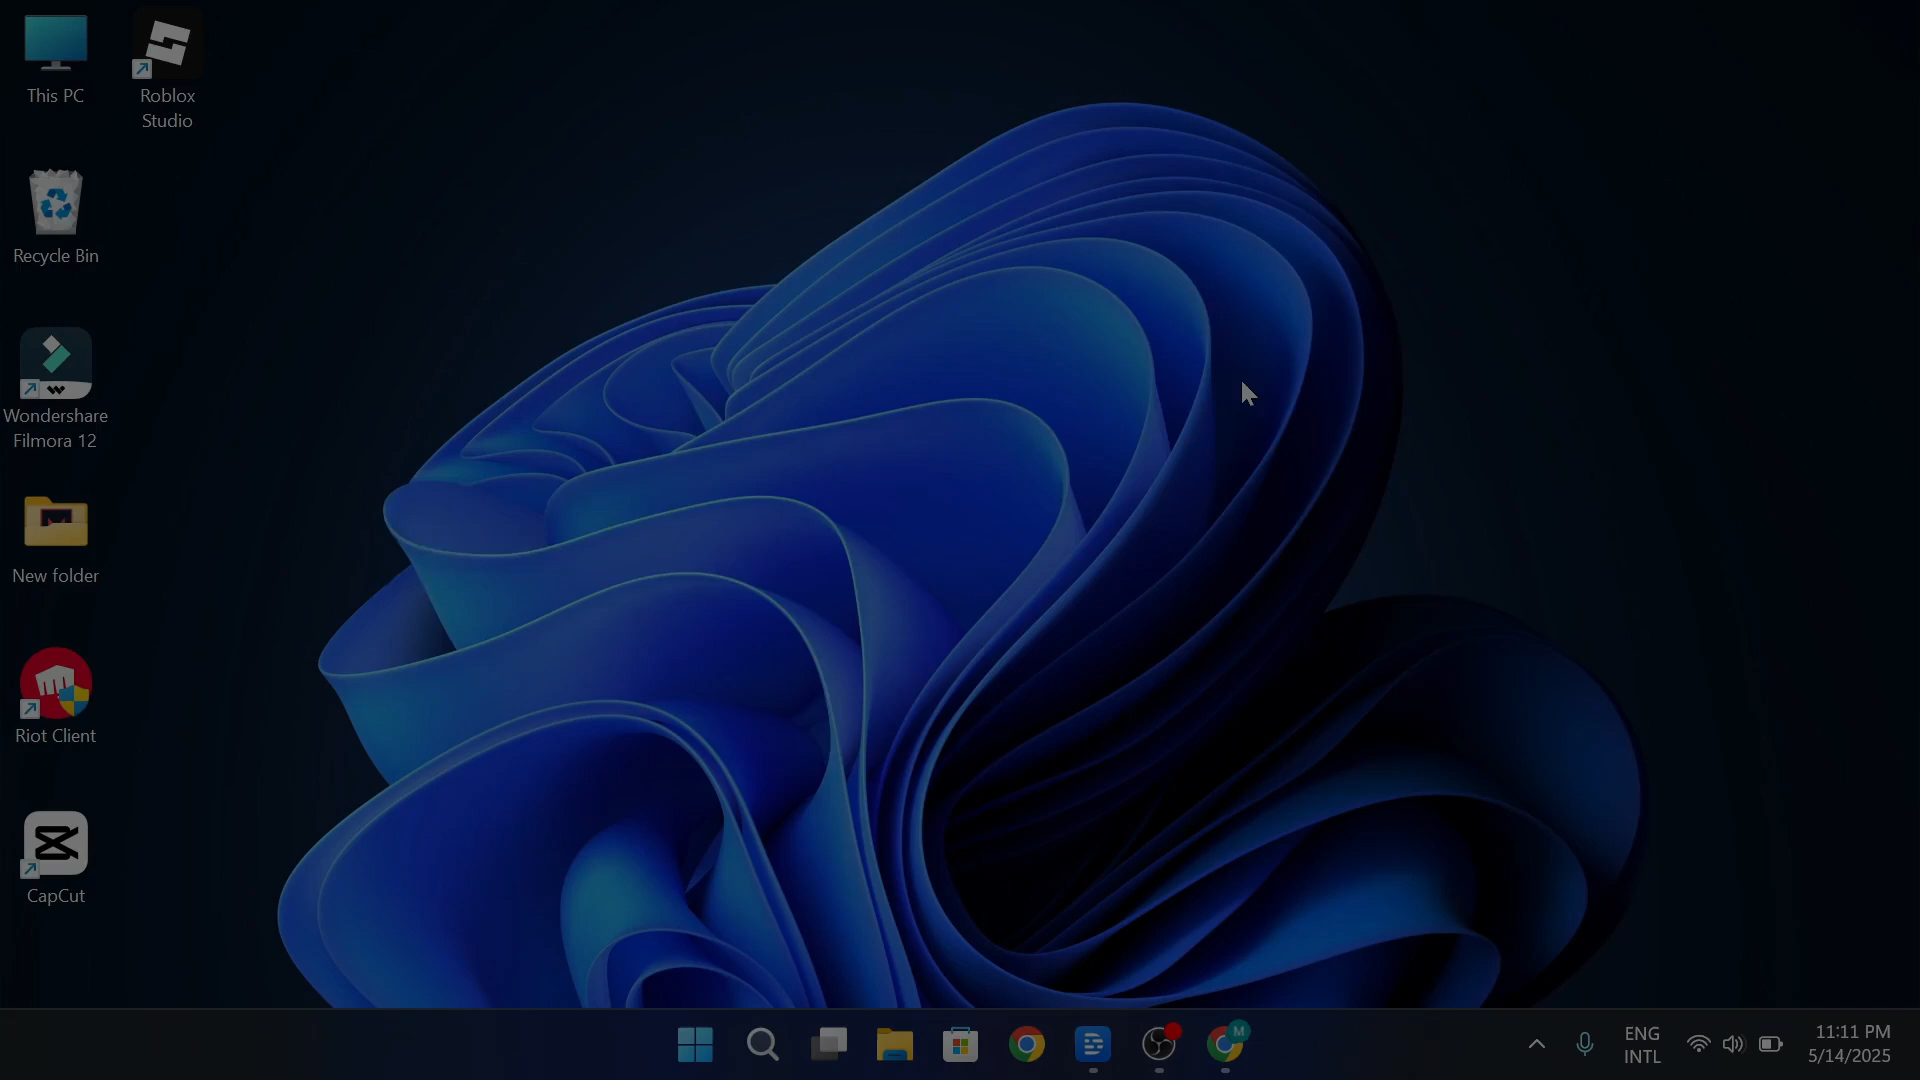 This PC
Roblox
Studio
Recycle Bin
Wondershare
Filmora 12
New folder
Riot Client
CapCut
M
ENG
INTL
11:11 PM
5/14/2025